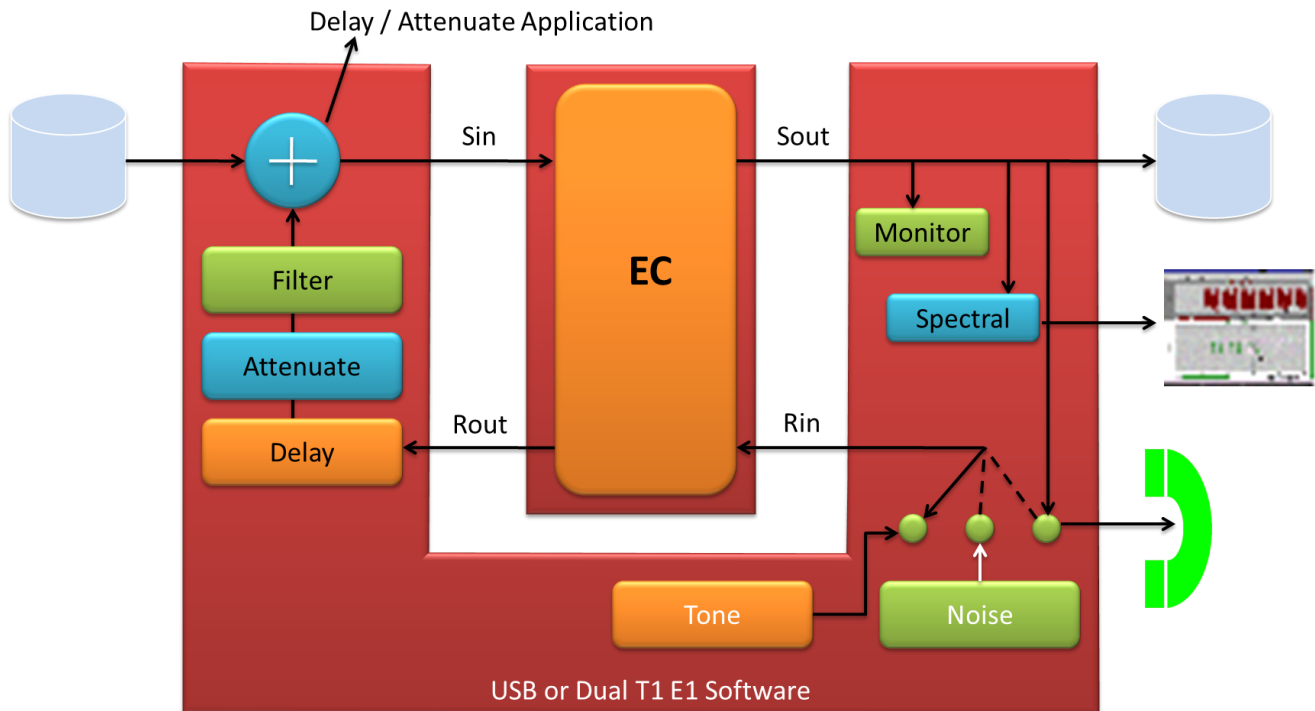 Delay / Attenuate Application
Sin
Sout
Monitor
Filter
EC
Spectral
Attenuate
Rout
Rin
Delay
Tone
Noise
USB or Dual T1 E1 Software